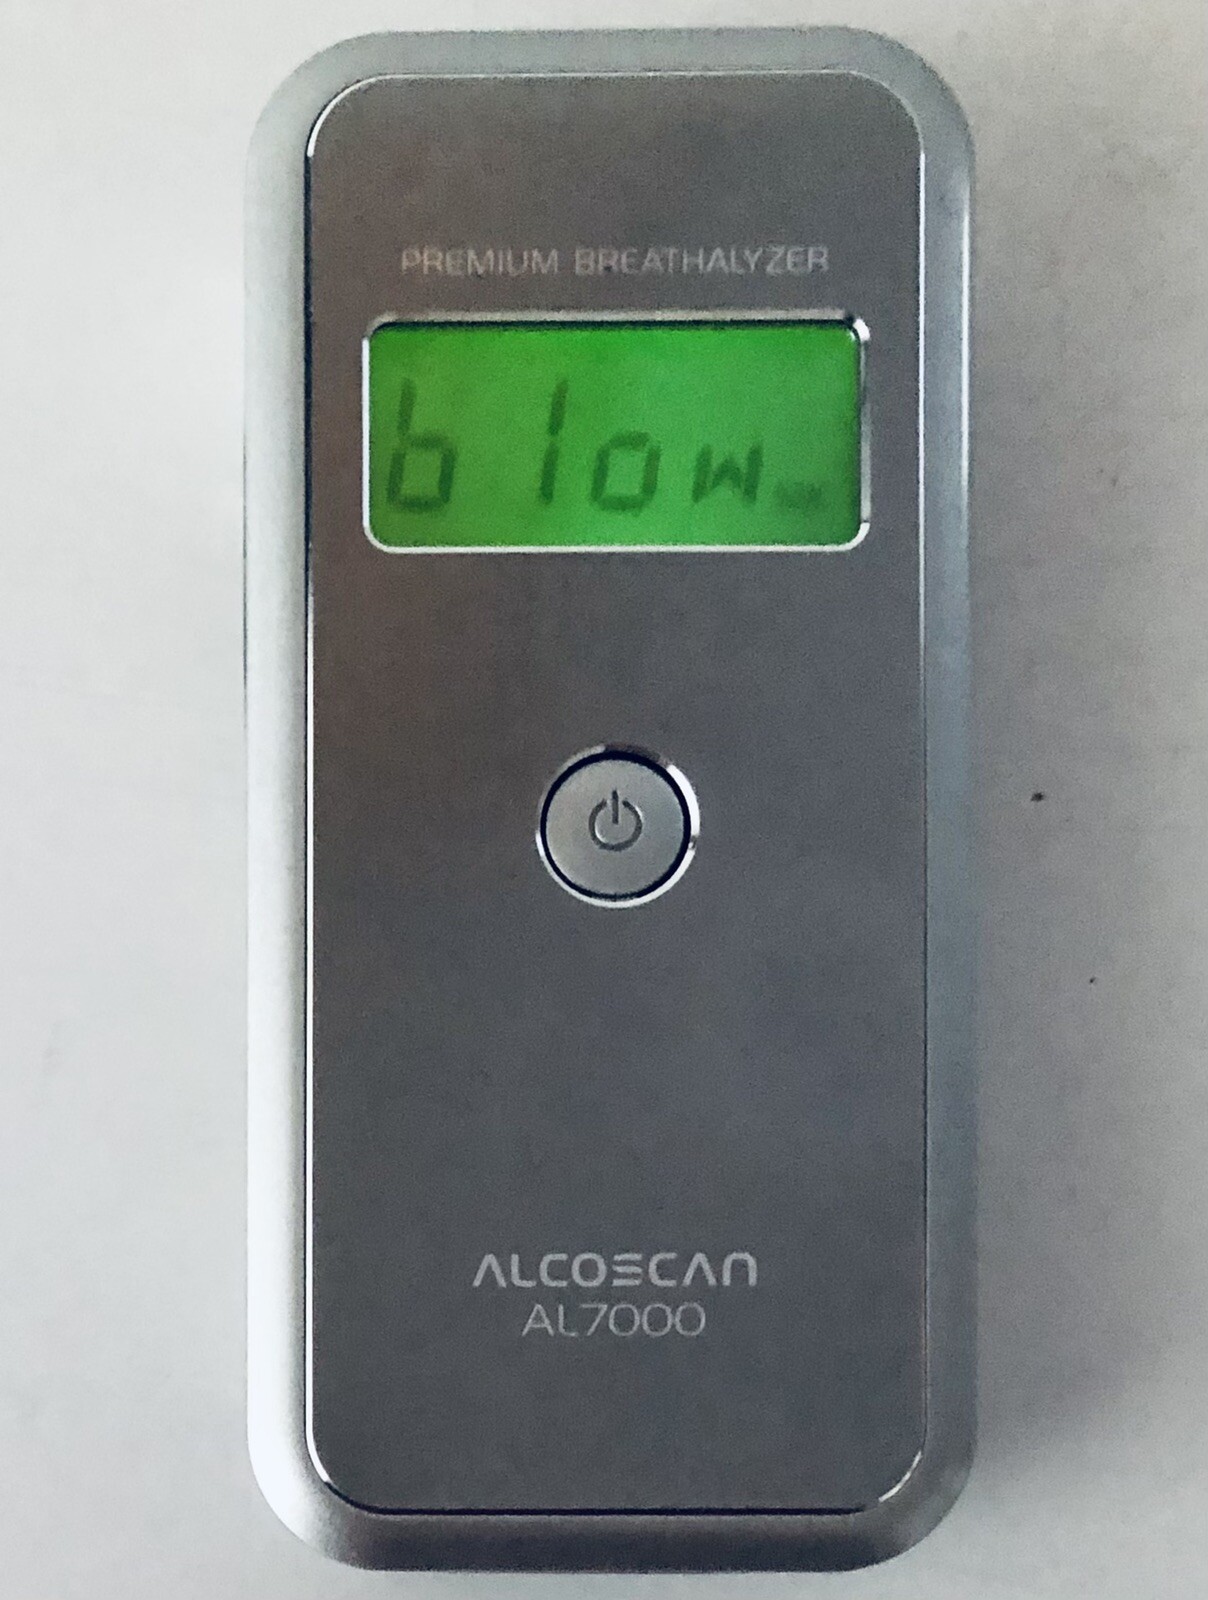 PREMIUM BREATHALYZER
blow
ALCOSCAN
AL7000